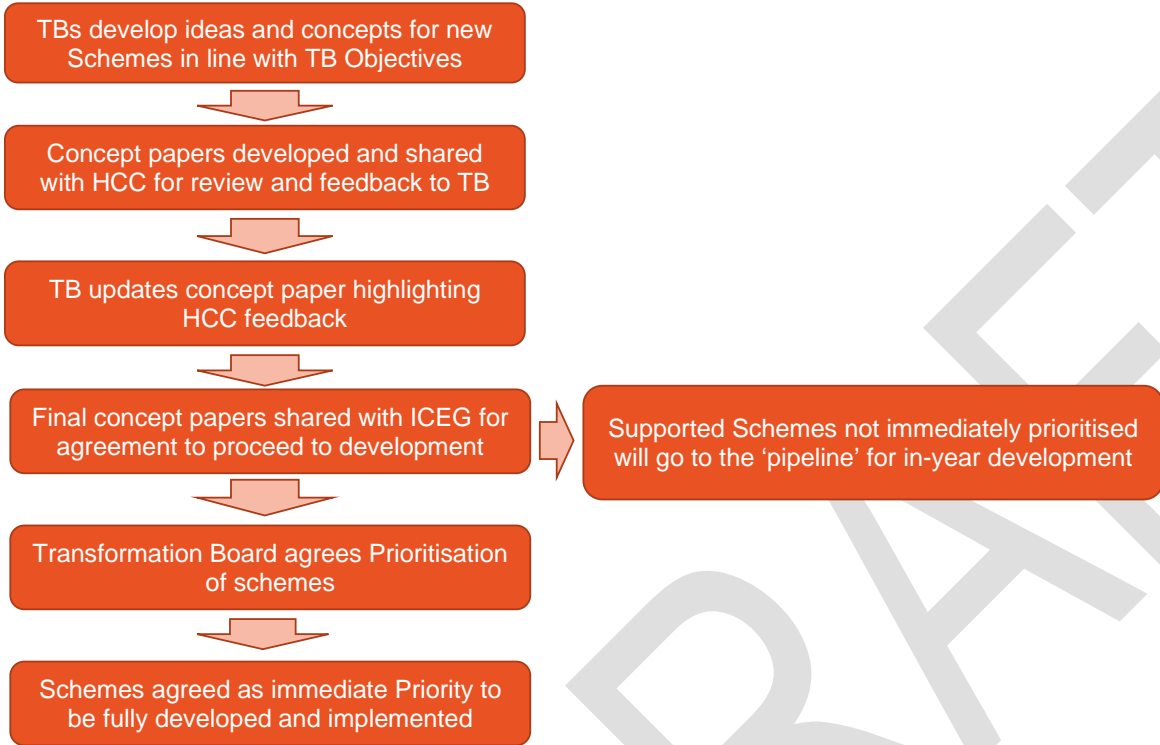 TBs develop ideas and concepts for new
Schemes in line with TB Objectives
Concept papers developed and shared
with HCC for review and feedback to TB
TB updates concept paper highlighting
HCC feedback
Final concept papers shared with ICEG for
agreement to proceed to development
Supported Schemes not immediately prioritised
will go to the ‘pipeline’ for in-year development
Transformation Board agrees Prioritisation
of schemes
Schemes agreed as immediate Priority to
be fully developed and implemented